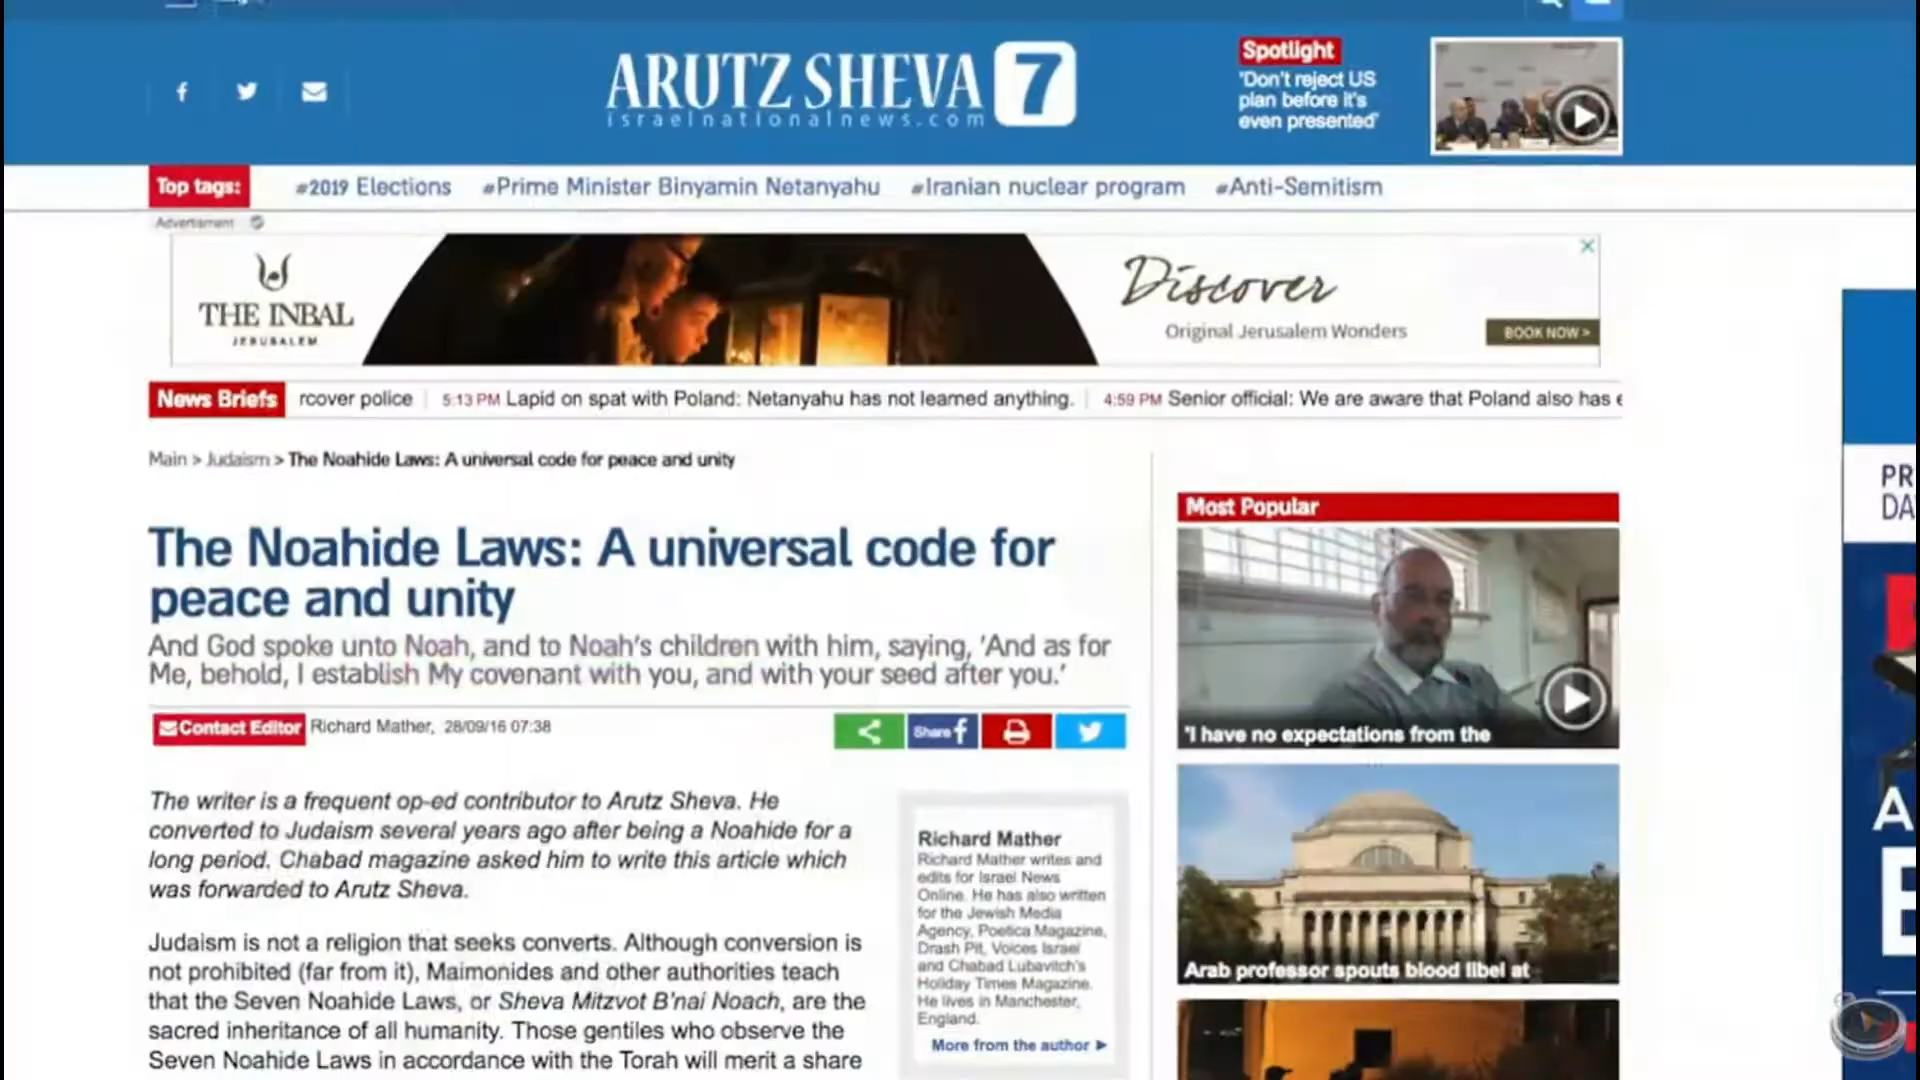 ARUTZ SHEVA 7
israelnationalnews.com
Spotlight
'Don't reject US
plan before it's
even presented'
Top tags:
#2019 Elections
#Prime Minister Binyamin Netanyahu
#Iranian nuclear program
#Anti-Semitism
Advertisment
THE INBAL
JERUSALEM
Discover
Original Jerusalem Wonders
BOOK NOW >
News Briefs
rcover police
5:13 PM Lapid on spat with Poland: Netanyahu has not learned anything.
4:59 PM Senior official: We are aware that Poland also has e
Main > Judaism > The Noahide Laws: A universal code for peace and unity
The Noahide Laws: A universal code for
peace and unity
And God spoke unto Noah, and to Noah's children with him, saying, 'And as for
Me, behold, I establish My covenant with you, and with your seed after you.'
Contact Editor Richard Mather, 28/09/16 07:38
Share f
The writer is a frequent op-ed contributor to Arutz Sheva. He
converted to Judaism several years ago after being a Noahide for a
long period. Chabad magazine asked him to write this article which
was forwarded to Arutz Sheva.
Judaism is not a religion that seeks converts. Although conversion is
not prohibited (far from it), Maimonides and other authorities teach
that the Seven Noahide Laws, or Sheva Mitzvot B'nai Noach, are the
sacred inheritance of all humanity. Those gentiles who observe the
Seven Noahide Laws in accordance with the Torah will merit a share
Richard Mather
Richard Mather writes and
edits for Israel News
Online. He has also written
for the Jewish Media
Agency, Poetica Magazine,
Drash Pit, Voices Israel
and Chabad Lubavitch's
Holiday Times Magazine.
He lives in Manchester,
England.
More from the author
Most Popular
'I have no expectations from the
Arab professor spouts blood libel at
PR
DA
A